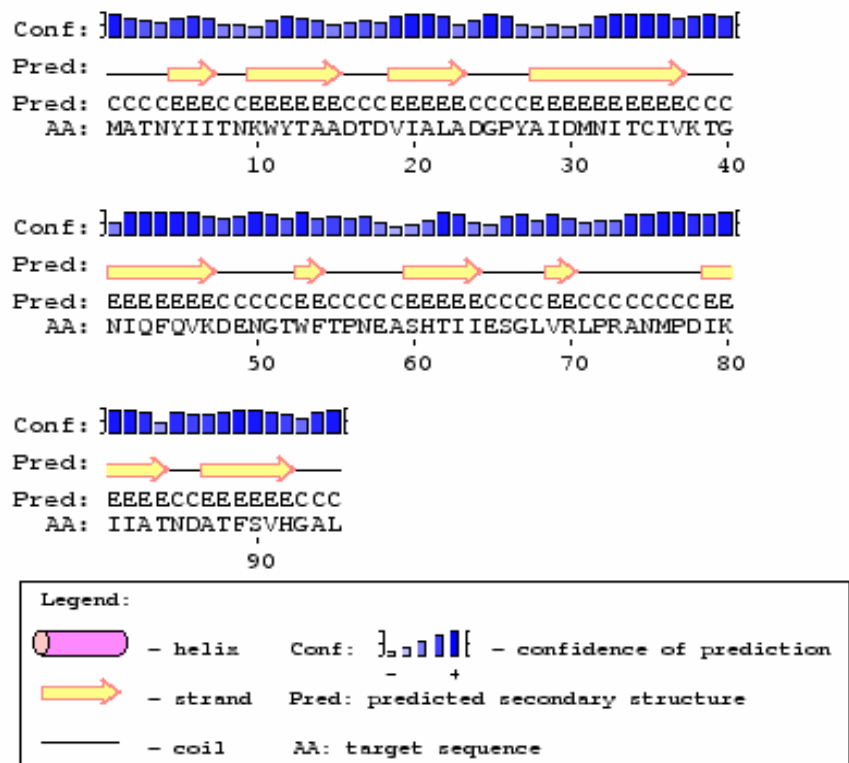 Conf:
Pred:
Pred: CCCCEEECCEEEEEECCCEEEEECCCCEEEEEEEEEECCC
AA: MATNYIITNKWYTAADTDVIALADGPYAIDMNITCIVKTG
10 20 30 40
Conf:
Pred:
Pred: EEEEEEECCCCCEECCCCCEEEEECCCCEECCCCCCCCEE
AA: NIQFQVKDENGTWFTPNEASHTIIESGLVRLPRANMPDIK
50 60 70 80
Conf:
Pred:
Pred: EEEECCEEEEEECCC
AA: IIATNDATFSVHGAL
90
Legend:
– helix Conf: – confidence of prediction
- +
– strand Pred: predicted secondary structure
– coil AA: target sequence